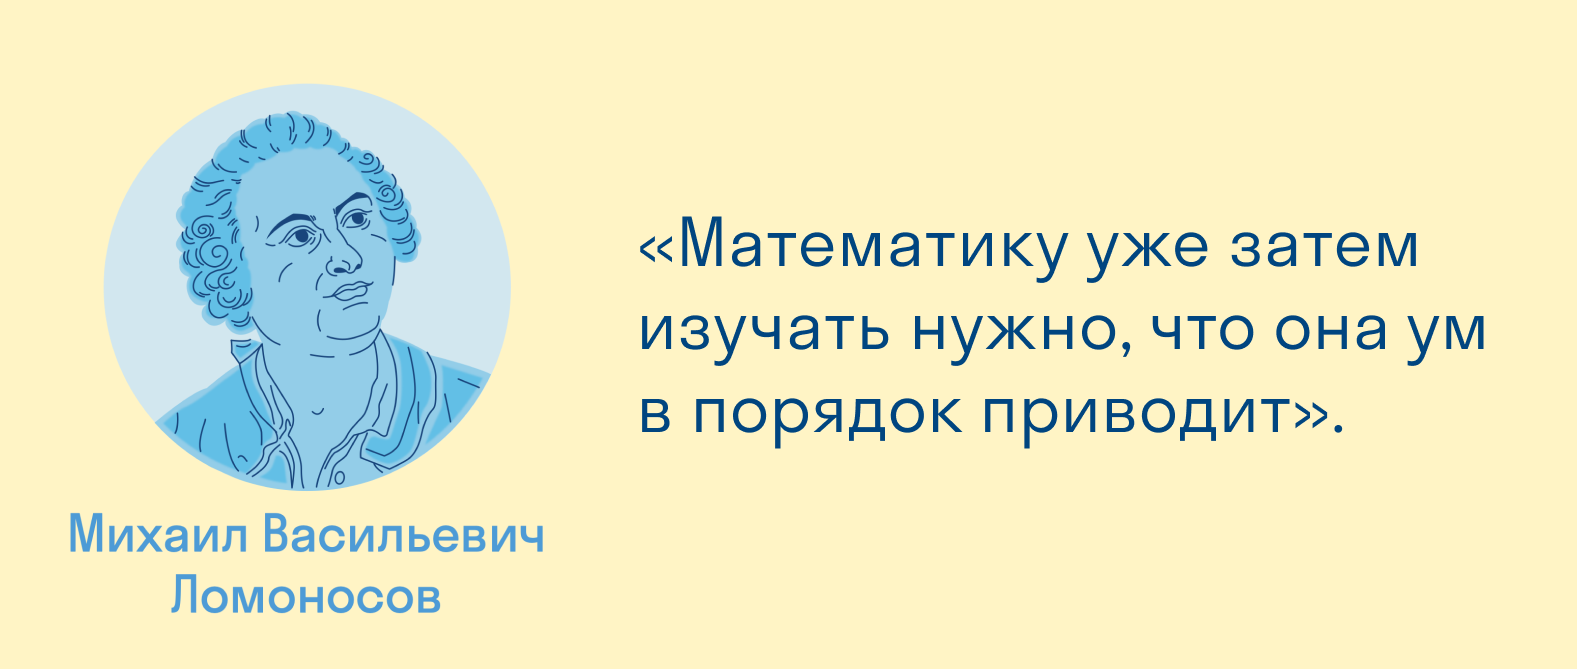 «Математику уже затем
изучать нужно, что она ум
в порядок приводит».
Михаил Васильевич
Ломоносов